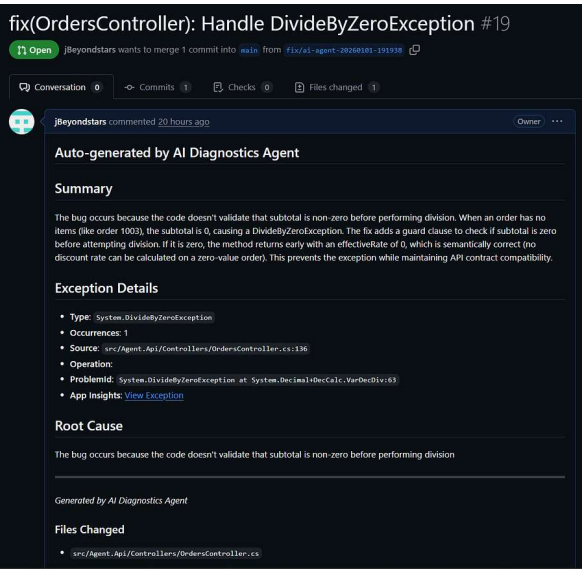 fix(OrdersController): Handle DivideByZeroException #19
Open jBeyondstars wants to merge 1 commit into main from fix/ai-agent-20260101-191938
Conversation 0 Commits 1 Checks 0 Files changed 1
jBeyondstars commented 20 hours ago Owner ...
Auto-generated by AI Diagnostics Agent
Summary
The bug occurs because the code doesn't validate that subtotal is non-zero before performing division. When an order has no
items (like order 1003), the subtotal is 0, causing a DivideByZeroException. The fix adds a guard clause to check if subtotal is zero
before attempting division. If it is zero, the method returns early with an effectiveRate of 0, which is semantically correct (no
discount rate can be calculated on a zero-value order). This prevents the exception while maintaining API contract compatibility.
Exception Details
• Type: System.DivideByZeroException
• Occurrences: 1
• Source: src/Agent.Api/Controllers/OrdersController.cs:136
• Operation:
• ProblemId: System.DivideByZeroException at System.Decimal+DecCalc.VarDecDiv:63
• App Insights: View Exception
Root Cause
The bug occurs because the code doesn't validate that subtotal is non-zero before performing division
Generated by AI Diagnostics Agent
Files Changed
• src/Agent.Api/Controllers/OrdersController.cs